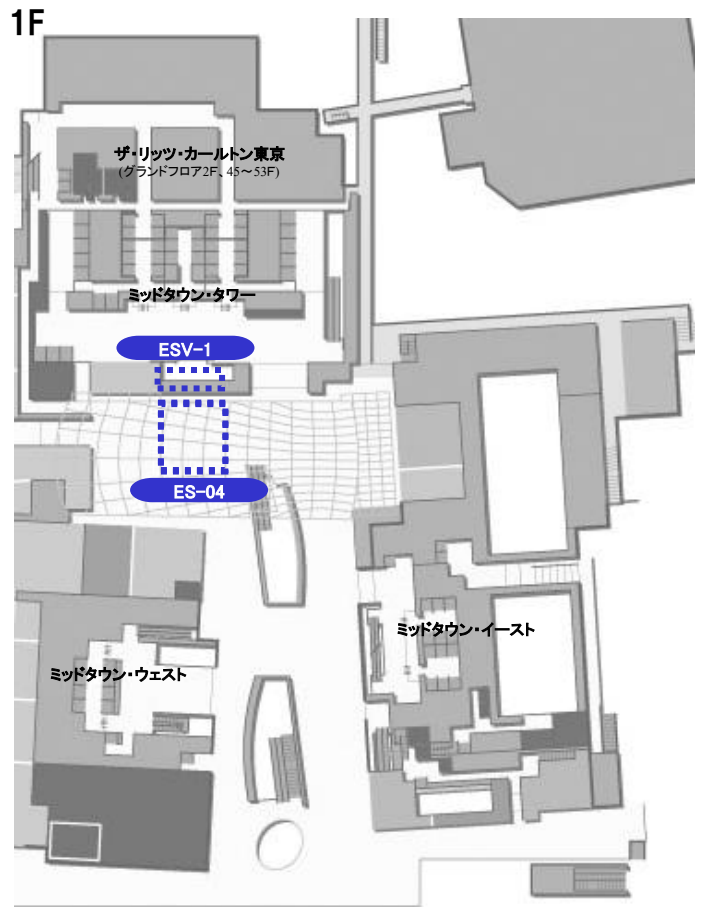 1F
ザ・リッツ・カールトン東京
(グランドフロア2F、45～53F)
ミッドタウン・タワー
ESV-1
ES-04
ミッドタウン・イースト
ミッドタウン・ウェスト